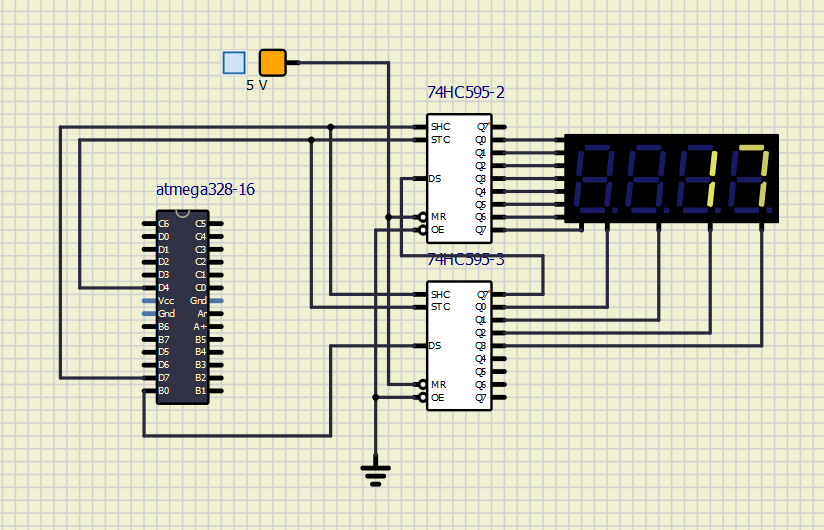 5 V
74HC595-2
SHC Q7'
STC Q0
Q1
Q2
DS Q3
Q4
Q5
MR Q6
OE Q7
17
atmega328-16
C6 C5
D0 C4
D1 C3
D2 C2
D3 C1
D4 C0
Vcc Gnd
Gnd Ar
B6 A+
B7 B5
D5 B4
D6 B3
D7 B2
B0 B1
74HC595-3
SHC Q7'
STC Q0
Q1
Q2
DS Q3
Q4
Q5
MR Q6
OE Q7